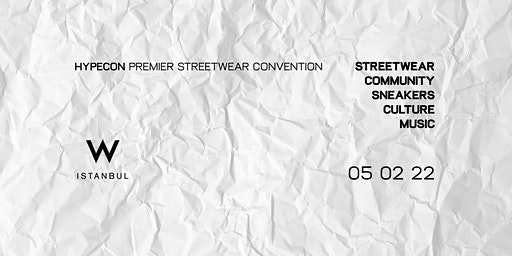 HYPECON PREMIER STREETWEAR CONVENTION
STREETWEAR
COMMUNITY
SNEAKERS
CULTURE
MUSIC
W
ISTANBUL
05 02 22